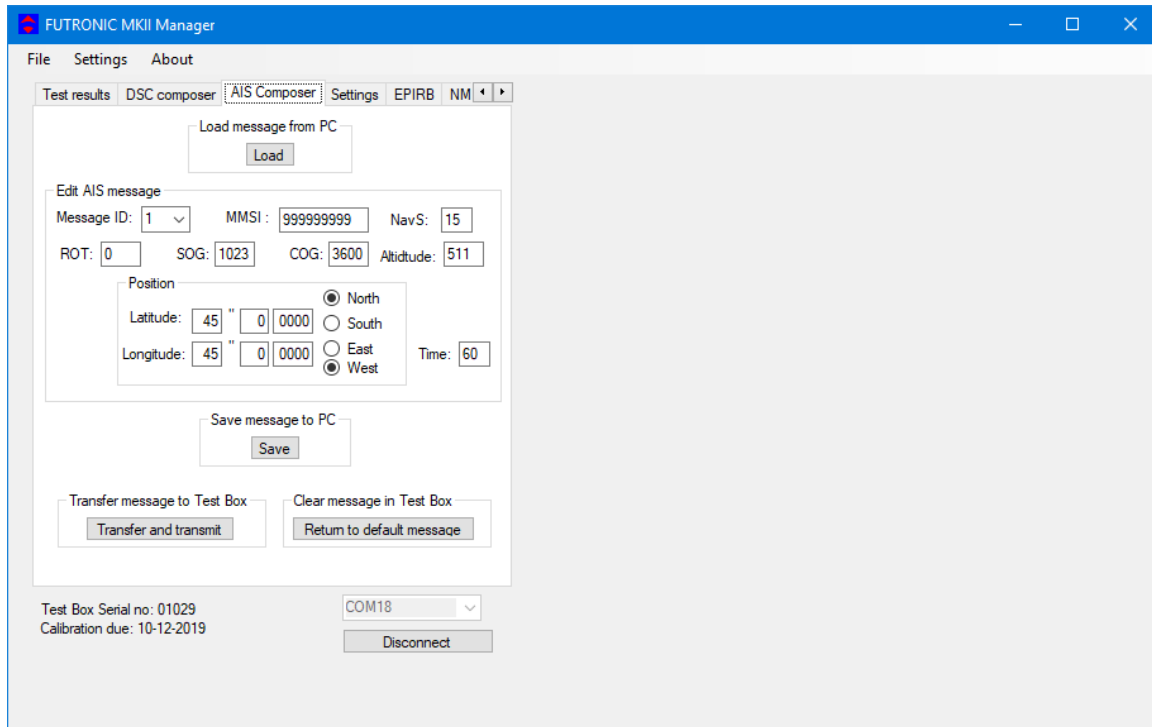 FUTRONIC MKII Manager
File Settings About
Test results DSC composer AIS Composer Settings EPIRB NM
Load message from PC
Load
Edit AIS message
Message ID: 1 MMSI : 999999999 NavS: 15
ROT: 0 SOG: 1023 COG: 3600 Altidtude: 511
Position
North
Latitude: 45 " 0 0000
South
Longitude: 45 " 0 0000 East Time: 60
West
Save message to PC
Save
Transfer message to Test Box Clear message in Test Box
Transfer and transmit Return to default message
Test Box Serial no: 01029 COM18
Calibration due: 10-12-2019
Disconnect